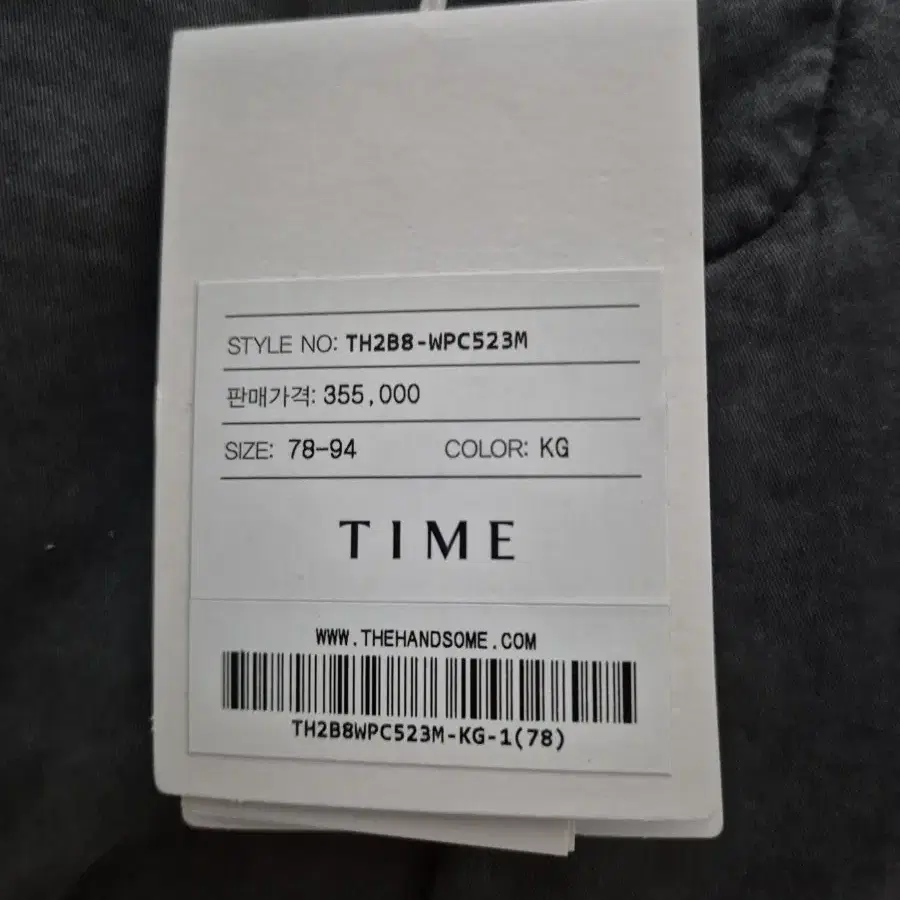 STYLE NO: TH2B8-WPC523M
판매가격: 355,000
SIZE: 78-94 COLOR: KG
TIME
WWW.THEHANDSOME.COM
TH2B8WPC523M-KG-1(78)